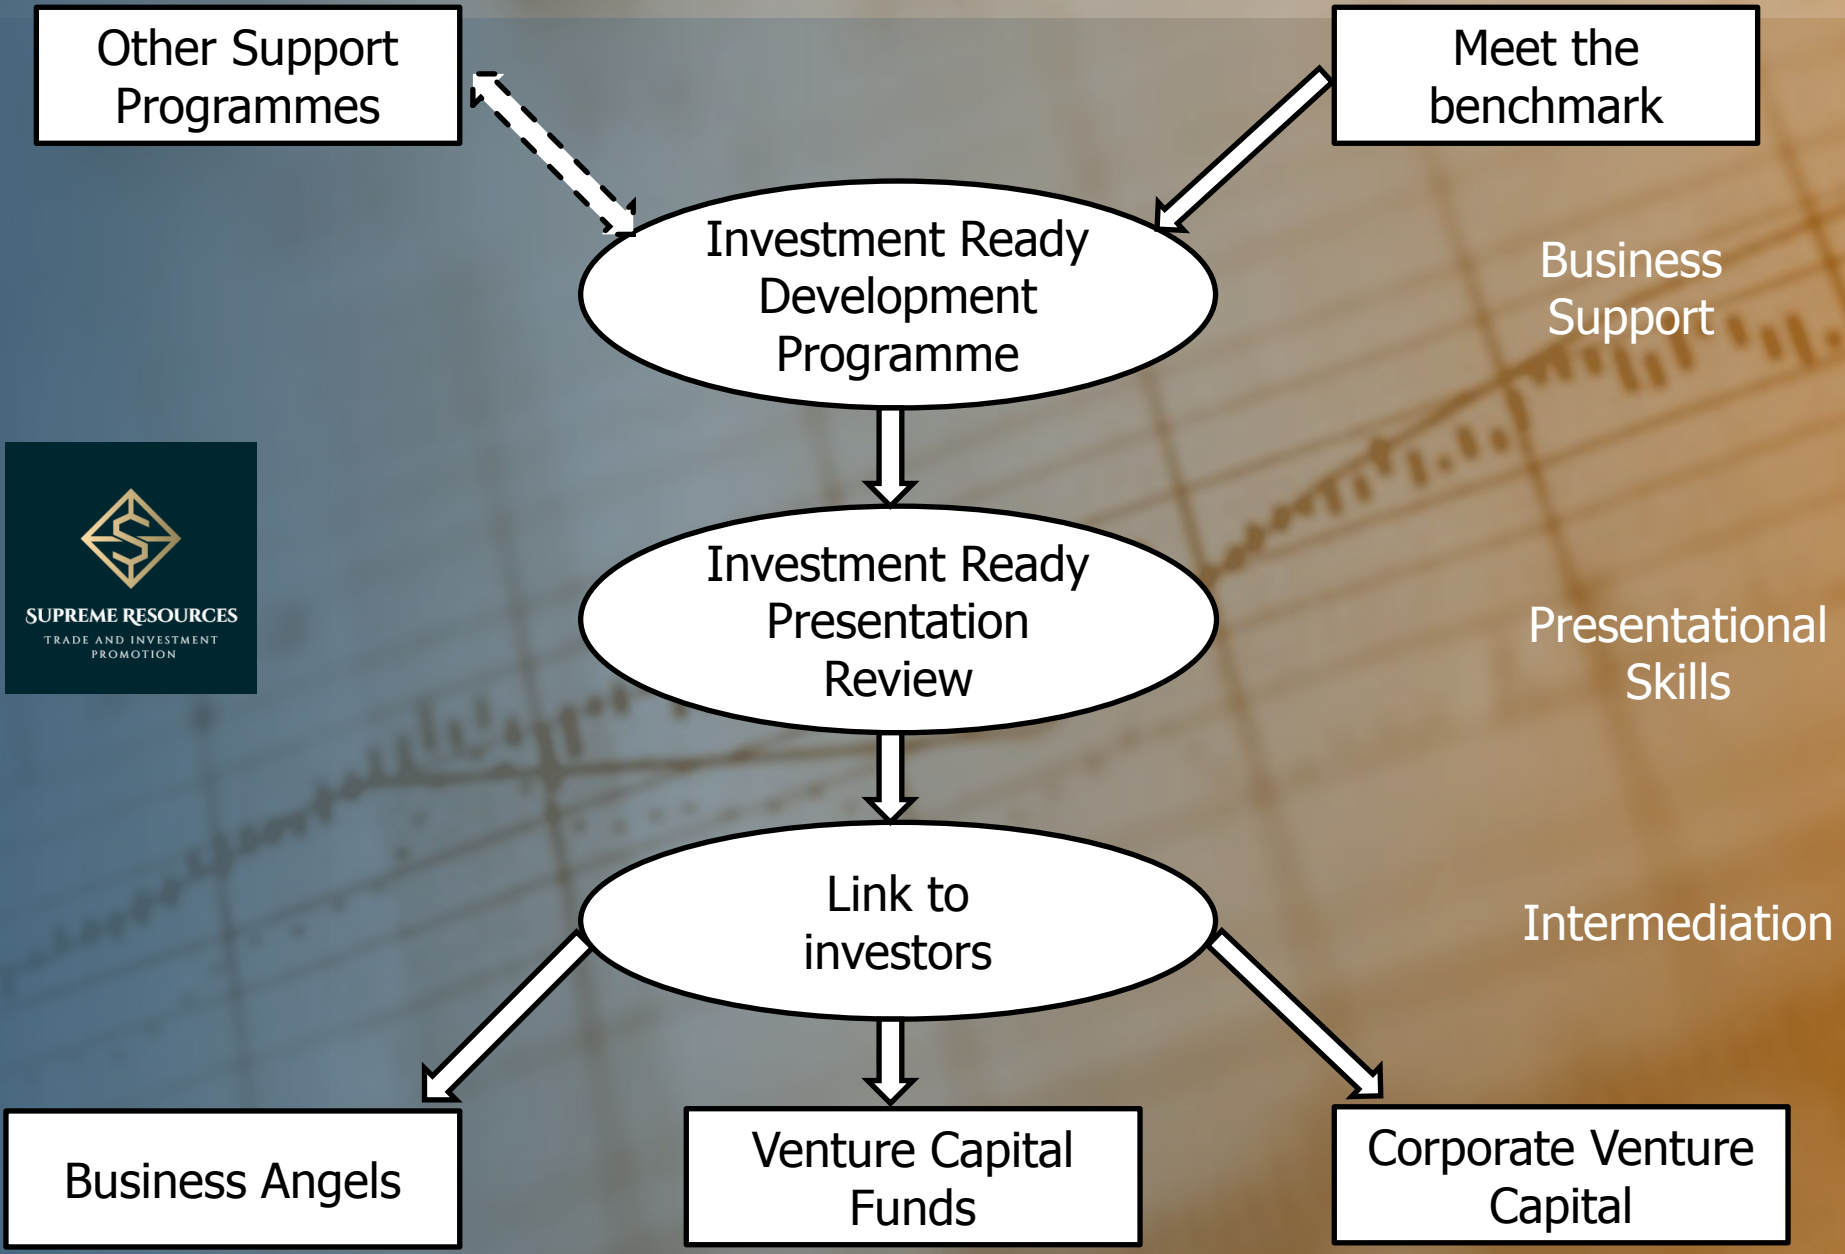 Other Support
Programmes
Meet the
benchmark
Investment Ready
Development
Programme
Business
Support
SUPREME RESOURCES
TRADE AND INVESTMENT
PROMOTION
Investment Ready
Presentation
Review
Presentational
Skills
Link to
investors
Intermediation
Business Angels
Venture Capital
Funds
Corporate Venture
Capital